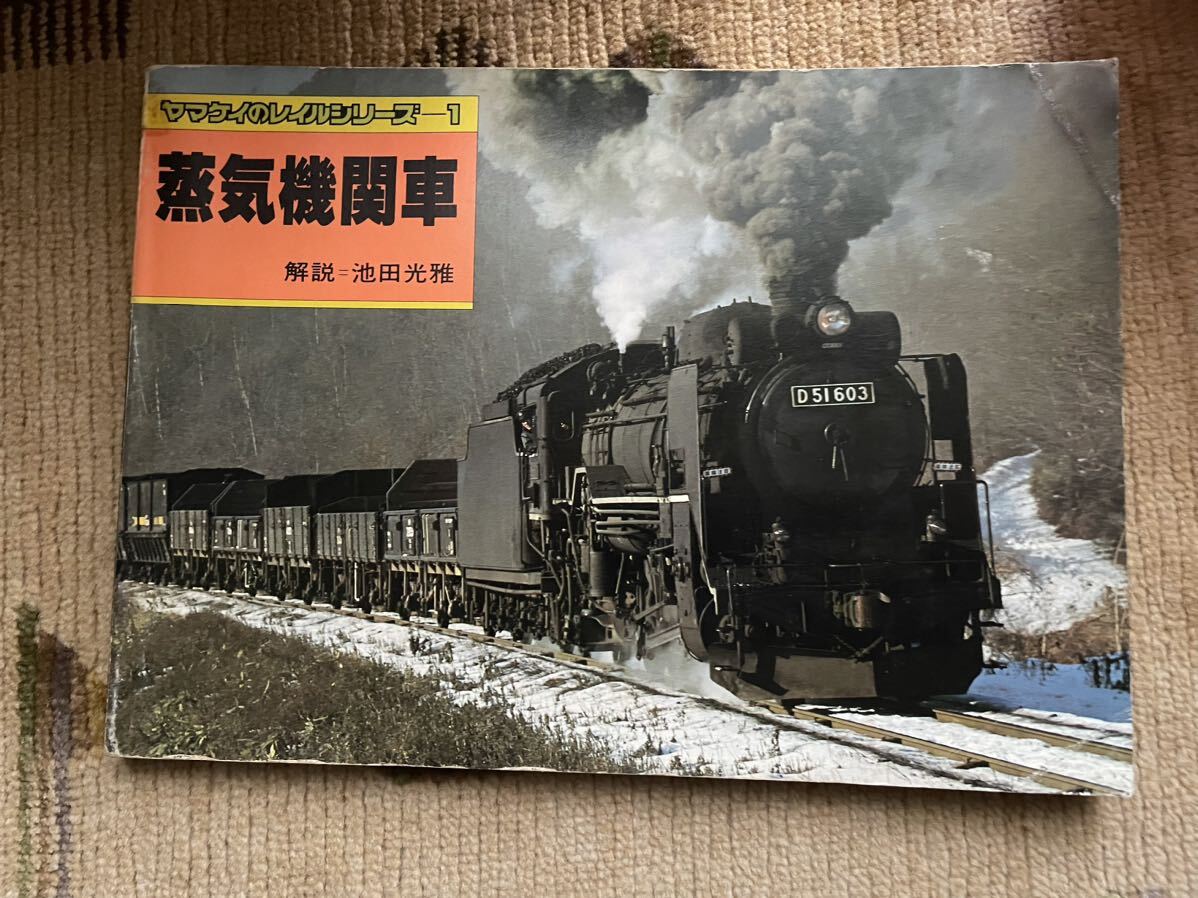 ヤマケイのレイルシリーズ―1
蒸気機関車
解説=池田光雅
D51603